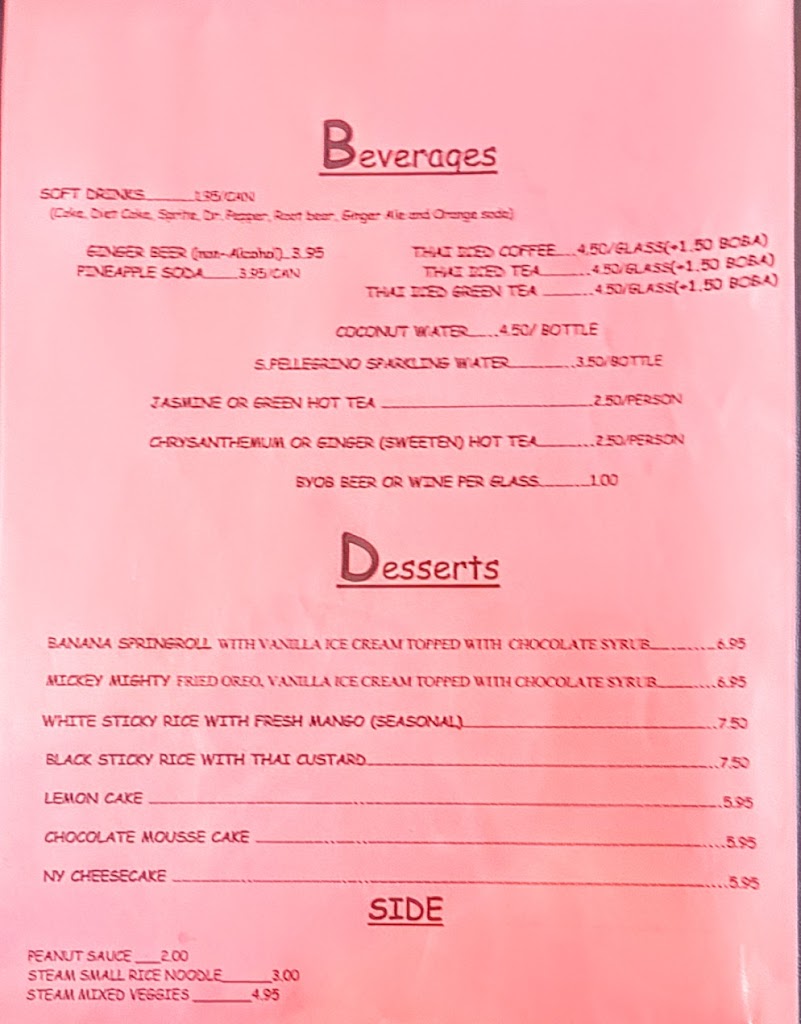 Beverages
SOFT DRINKS........1.95/CAN
(Coke, Diet Coke, Sprite, Dr. Pepper, Root beer, Ginger Ale and Orange soda)
GINGER BEER (non-Alcohol)...3.95
PINEAPPLE SODA........3.95/CAN
THAI ICED COFFEE....4.50/GLASS(+1.50 BOBA)
THAI ICED TEA..........4.50/GLASS(+1.50 BOBA)
THAI ICED GREEN TEA ..........4.50/GLASS(+1.50 BOBA)
COCONUT WATER......4.50/ BOTTLE
S.PELLEGRINO SPARKLING WATER.............3.50/BOTTLE
JASMINE OR GREEN HOT TEA ..........................................2.50/PERSON
CHRYSANTHEMUM OR GINGER (SWEETEN) HOT TEA...........2.50/PERSON
BYOB BEER OR WINE PER GLASS..........1.00
Desserts
BANANA SPRINGROLL WITH VANILLA ICE CREAM TOPPED WITH CHOCOLATE SYRUB.............6.95
MICKEY MIGHTY FRIED OREO, VANILLA ICE CREAM TOPPED WITH CHOCOLATE SYRUB............6.95
WHITE STICKY RICE WITH FRESH MANGO (SEASONAL)..................................................7.50
BLACK STICKY RICE WITH THAI CUSTARD......................................................................7.50
LEMON CAKE ..............................................................................................................5.95
CHOCOLATE MOUSSE CAKE ........................................................................................5.95
NY CHEESECAKE ........................................................................................................5.95
SIDE
PEANUT SAUCE ____2.00
STEAM SMALL RICE NOODLE_______3.00
STEAM MIXED VEGGIES ________4.95